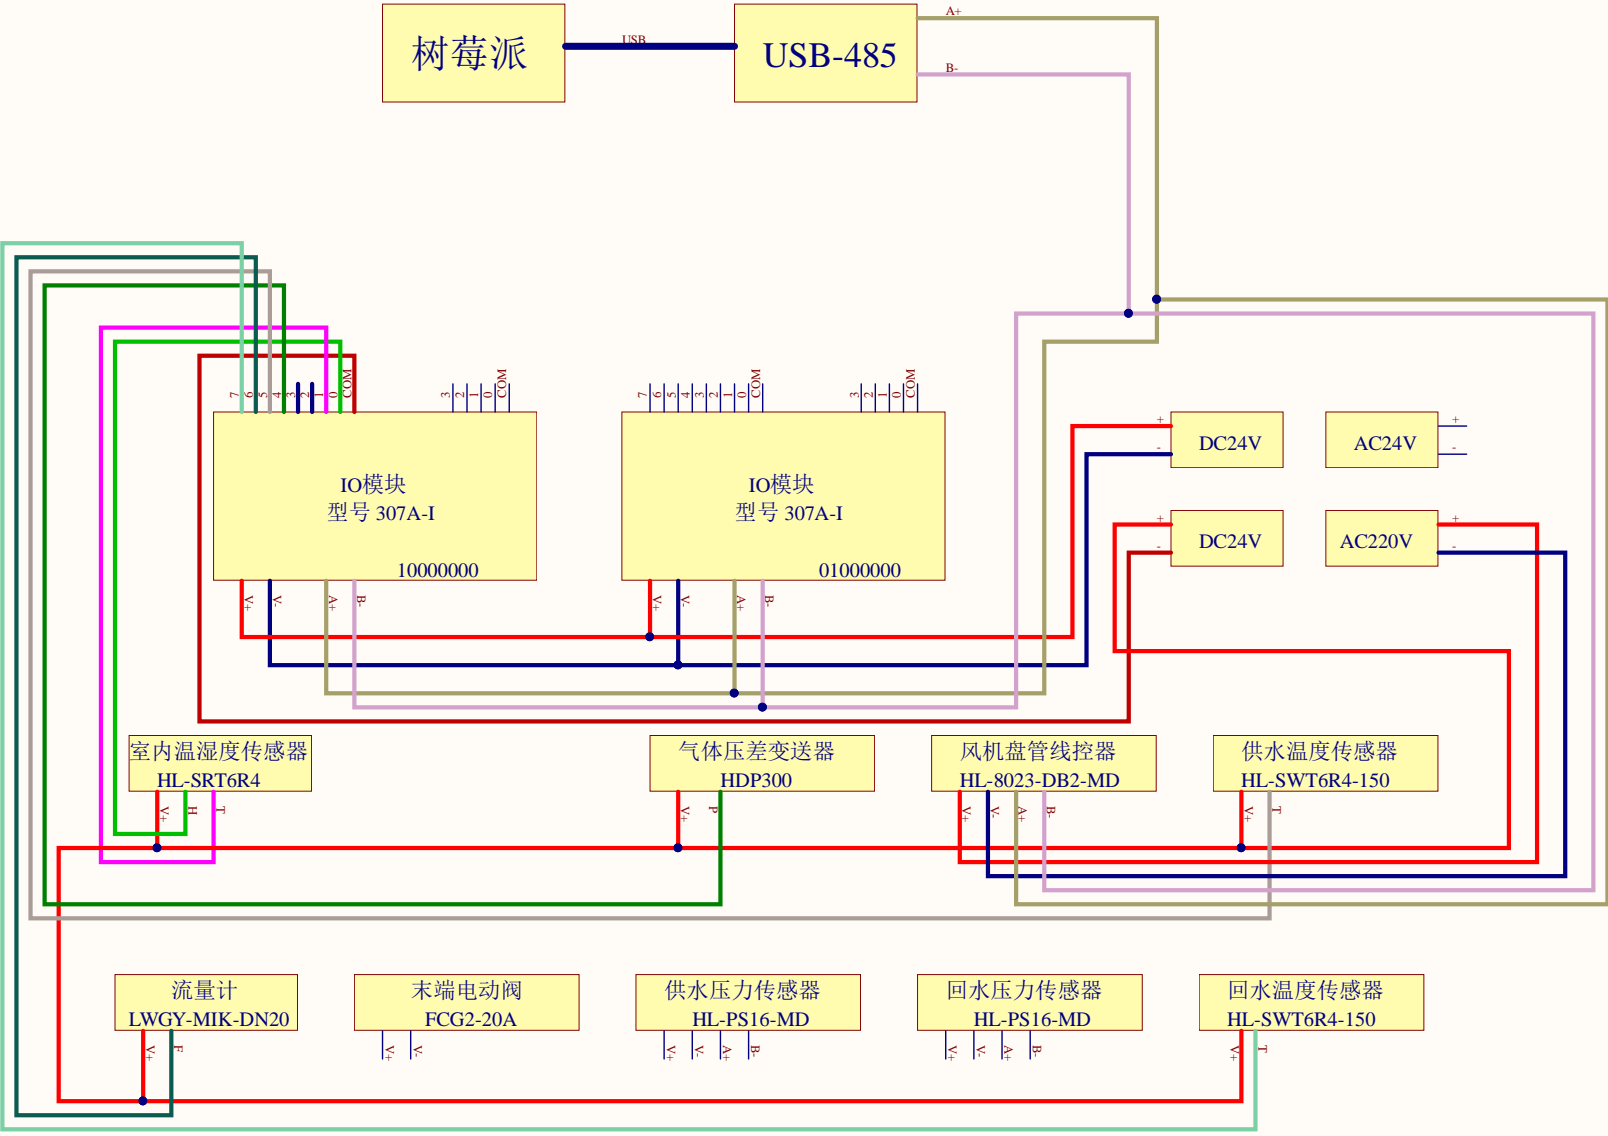 树莓派
USB
USB-485
A+
B-
7
6
5
4
3
2
1
0
COM
3
2
1
0
COM
7
6
5
4
3
2
1
0
COM
3
2
1
0
COM
IO模块
型号 307A-I
10000000
V+
V-
A+
B-
IO模块
型号 307A-I
01000000
V+
V-
A+
B-
+
-
DC24V
AC24V
+
-
+
-
DC24V
AC220V
+
-
室内温湿度传感器
HL-SRT6R4
V+
H
T
气体压差变送器
HDP300
V+
P
风机盘管线控器
HL-8023-DB2-MD
V+
V-
A+
B-
供水温度传感器
HL-SWT6R4-150
V+
T
流量计
LWGY-MIK-DN20
V+
F
末端电动阀
FCG2-20A
V+
V-
供水压力传感器
HL-PS16-MD
V+
V-
A+
B-
回水压力传感器
HL-PS16-MD
V+
V-
A+
B-
回水温度传感器
HL-SWT6R4-150
V+
T